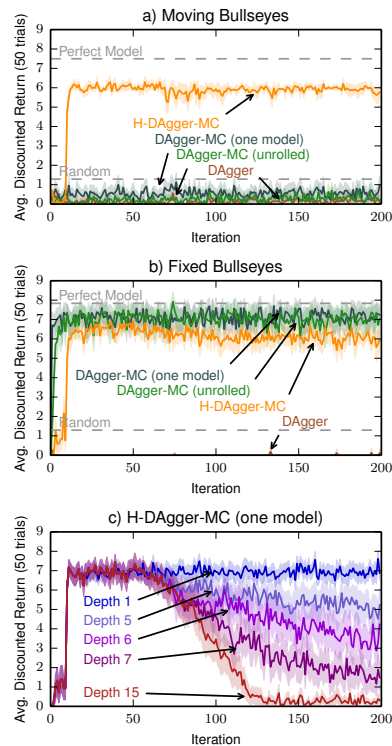 a) Moving Bullseyes
Avg. Discounted Return (50 trials)
9
8
7
6
5
4
3
2
1
0
Perfect Model
H-DAgger-MC
DAgger-MC (one model)
DAgger-MC (unrolled)
DAgger
Random
0 50 100 150 200
Iteration
b) Fixed Bullseyes
Avg. Discounted Return (50 trials)
9
8
7
6
5
4
3
2
1
0
Perfect Model
DAgger-MC (one model)
DAgger-MC (unrolled)
H-DAgger-MC
DAgger
Random
0 50 100 150 200
Iteration
c) H-DAgger-MC (one model)
Avg. Discounted Return (50 trials)
9
8
7
6
5
4
3
2
1
0
Depth 1
Depth 5
Depth 6
Depth 7
Depth 15
0 50 100 150 200
Iteration